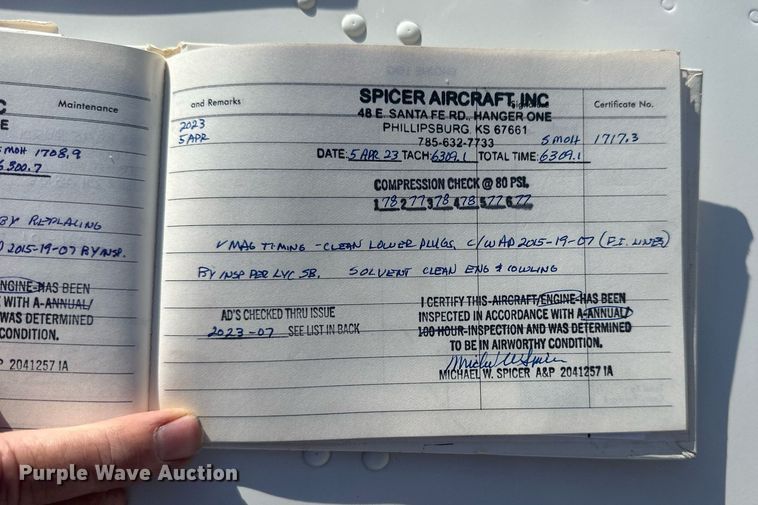 C
E
Maintenance
SMOH 1708.9
6300.7
BY REPLACING
2015-19-07 BY INSP.
ENGINE-HAS BEEN
WITH A-ANNUAL/
WAS DETERMINED
CONDITION.
P 2041257 IA
and Remarks
SPICER AIRCRAFT, INC
Certificate No.
48 E. SANTA FE RD., HANGER ONE
PHILLIPSBURG, KS 67661
785-632-7733
2023
5 APR
SMOH 1717.3
DATE: 5 APR 23 TACH: 6309.1 TOTAL TIME: 6309.1
COMPRESSION CHECK @ 80 PSI.
1 78 2 77 3 78 4 78 5 77 6 77
✓ MAG TIMING - CLEAN LOWER PLUGS, C/W AD 2015-19-07 (F.I. LINES)
BY INSP PER LYC SB. SOLVENT CLEAN ENG & COWLING
AD'S CHECKED THRU ISSUE
2023-07 SEE LIST IN BACK
I CERTIFY THIS-AIRCRAFT/ENGINE-HAS BEEN
INSPECTED IN ACCORDANCE WITH A-ANNUAL/
100 HOUR-INSPECTION AND WAS DETERMINED
TO BE IN AIRWORTHY CONDITION.
Michael W Spicer
MICHAEL W. SPICER A&P 2041257 IA
Purple Wave Auction